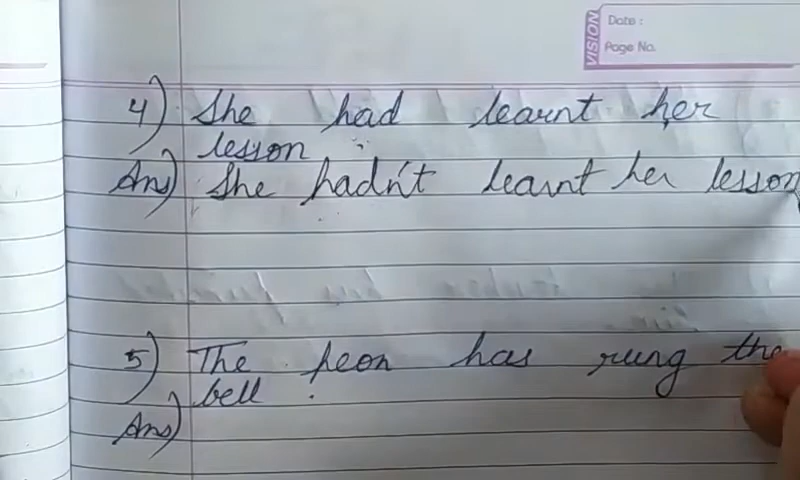 VISION
Date :
Page No.
4) She had learnt her
lesson
Ans) She hadn't learnt her lesson
5) The peon has rung the
bell .
Ans)